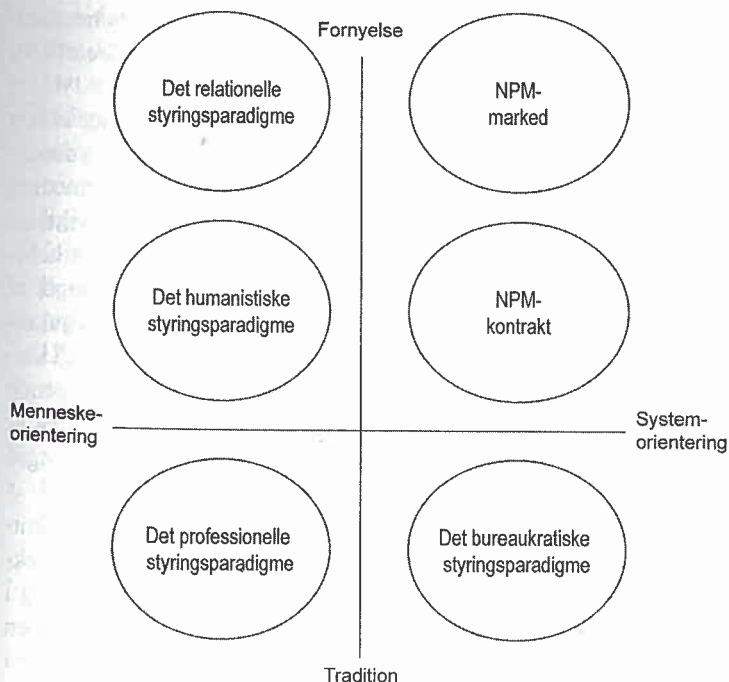 Fornyelse
Det relationelle
styringsparadigme
NPM-
marked
Det humanistiske
styringsparadigme
NPM-
kontrakt
Menneske-
orientering
System-
orientering
Det professionelle
styringsparadigme
Det bureaukratiske
styringsparadigme
Tradition